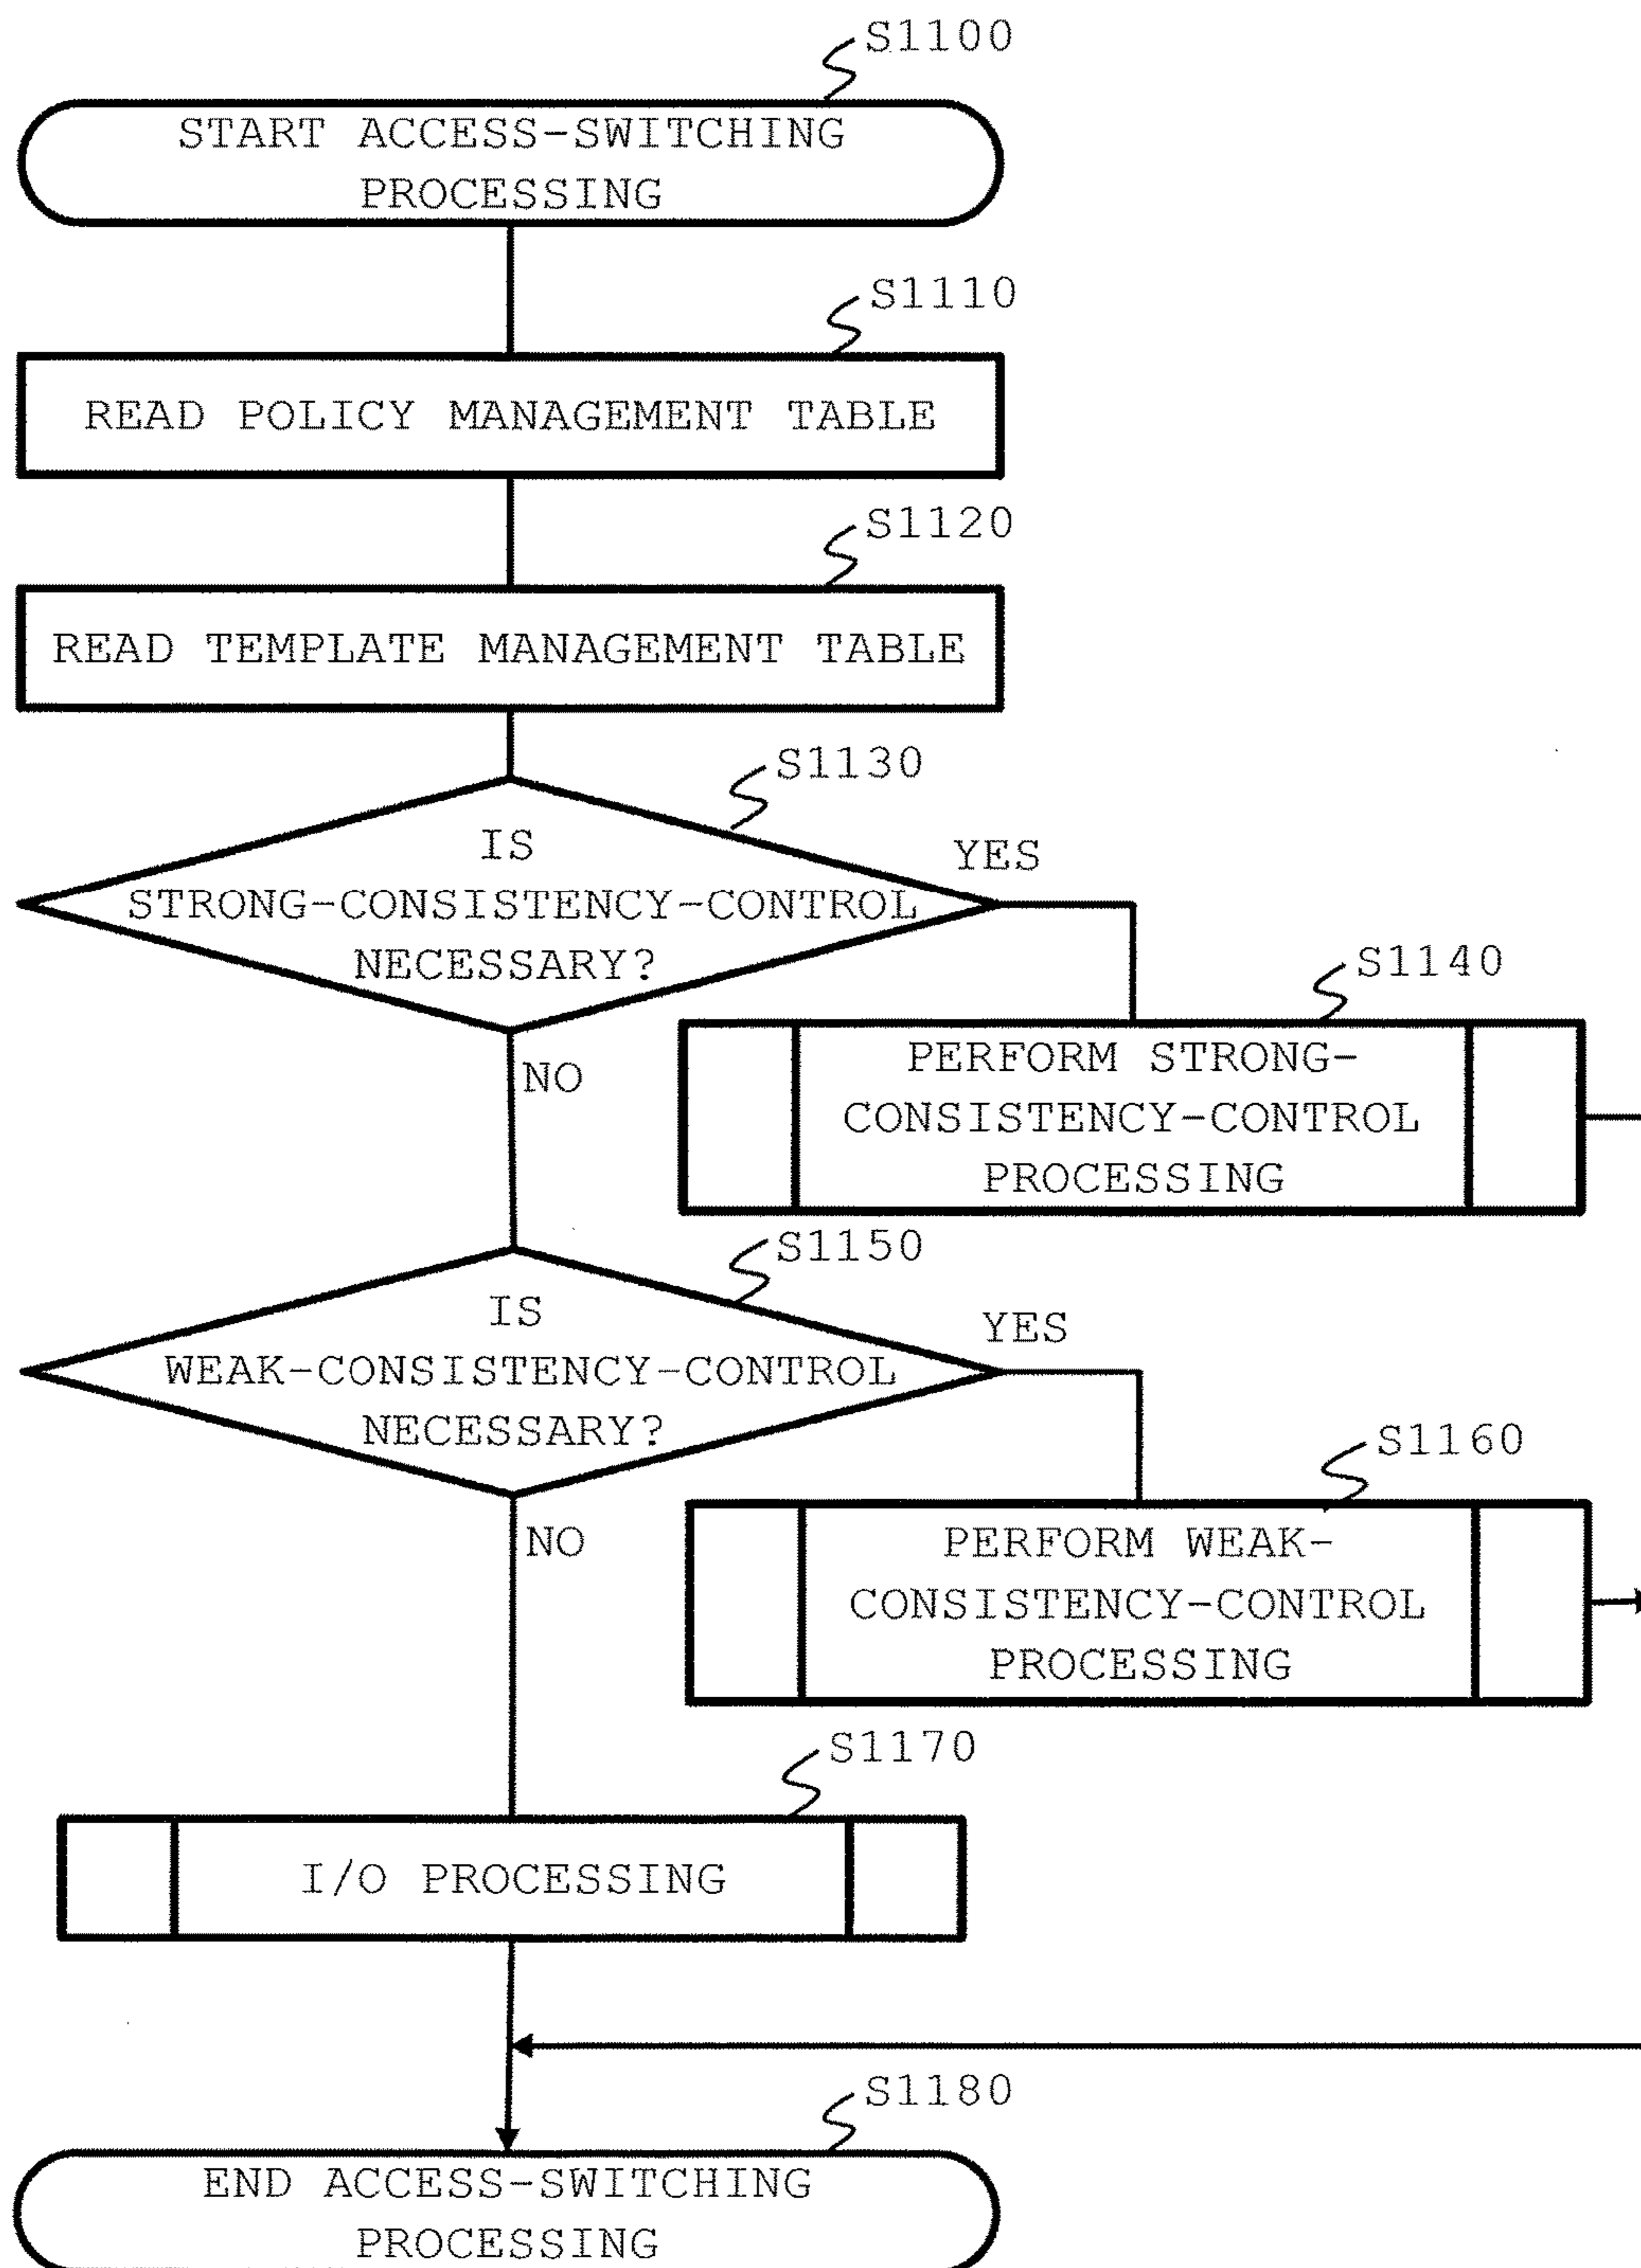 S1100
START ACCESS-SWITCHING
PROCESSING
S1110
READ POLICY MANAGEMENT TABLE
S1120
READ TEMPLATE MANAGEMENT TABLE
S1130
IS
STRONG-CONSISTENCY-CONTROL
NECESSARY?
YES
NO
S1140
PERFORM STRONG-
CONSISTENCY-CONTROL
PROCESSING
S1150
IS
WEAK-CONSISTENCY-CONTROL
NECESSARY?
YES
NO
S1160
PERFORM WEAK-
CONSISTENCY-CONTROL
PROCESSING
S1170
I/O PROCESSING
S1180
END ACCESS-SWITCHING
PROCESSING